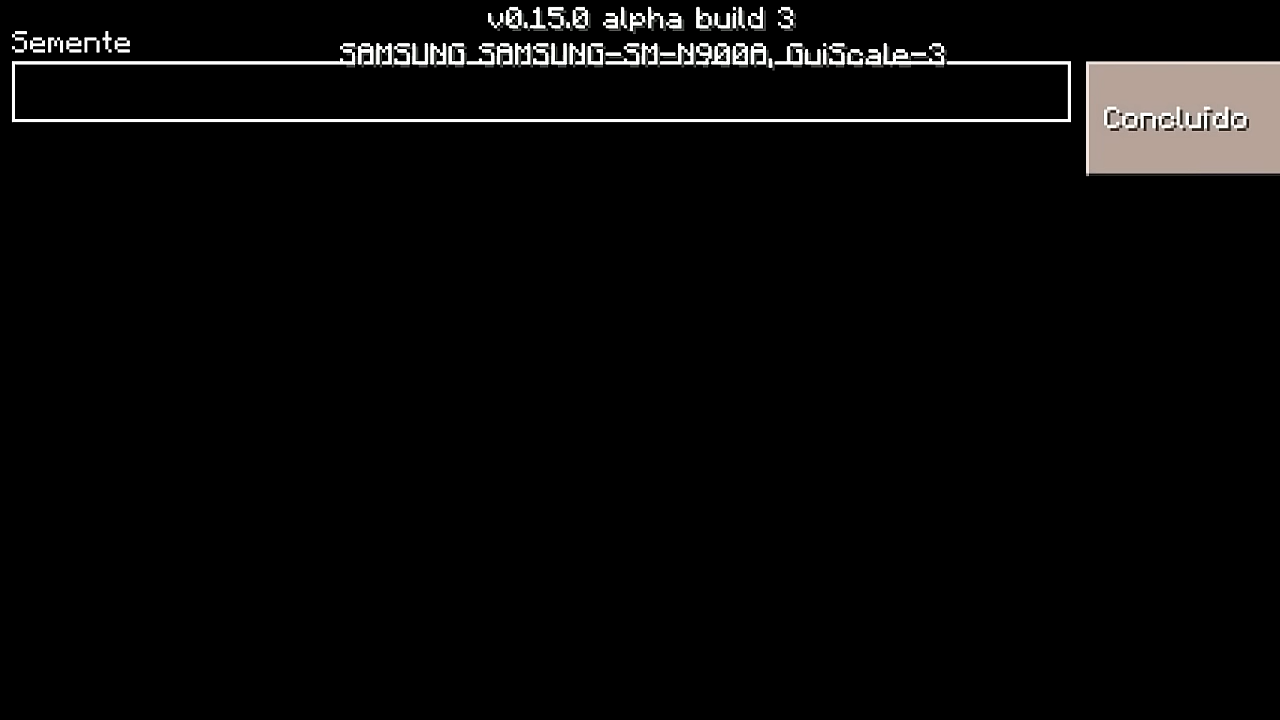 v0.15.0 alpha build 3
Semente
SAMSUNG SAMSUNG-SM-N900A, GuiScale-3
Concluído